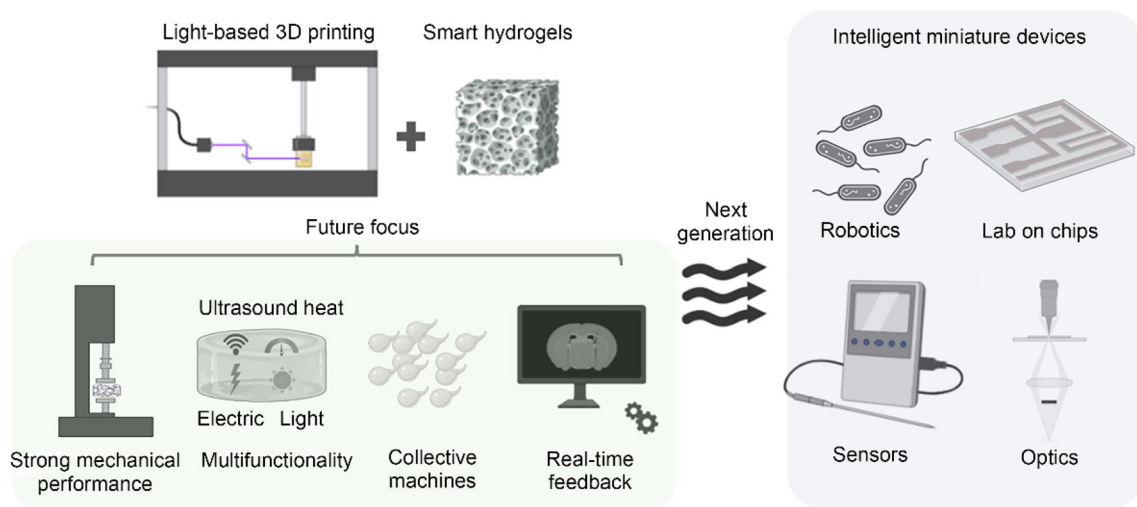 Light-based 3D printing
Smart hydrogels
Future focus
Ultrasound heat
Electric Light
Strong mechanical
performance
Multifunctionality
Collective
machines
Real-time
feedback
Next
generation
Intelligent miniature devices
Robotics
Lab on chips
Sensors
Optics